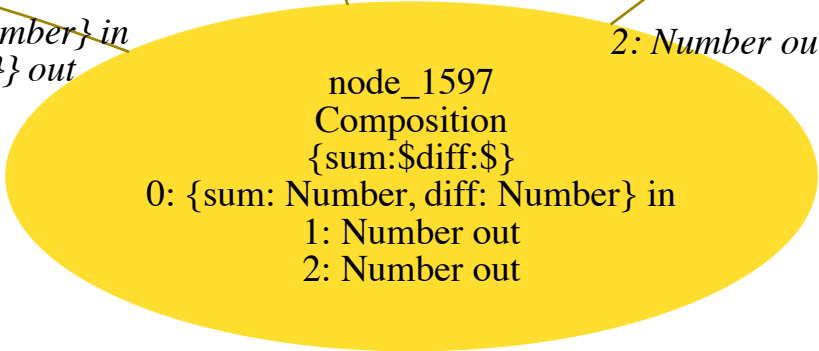 mber} in
}} out
2: Number ou
node_1597
Composition
{sum:$diff:$}
0: {sum: Number, diff: Number} in
1: Number out
2: Number out